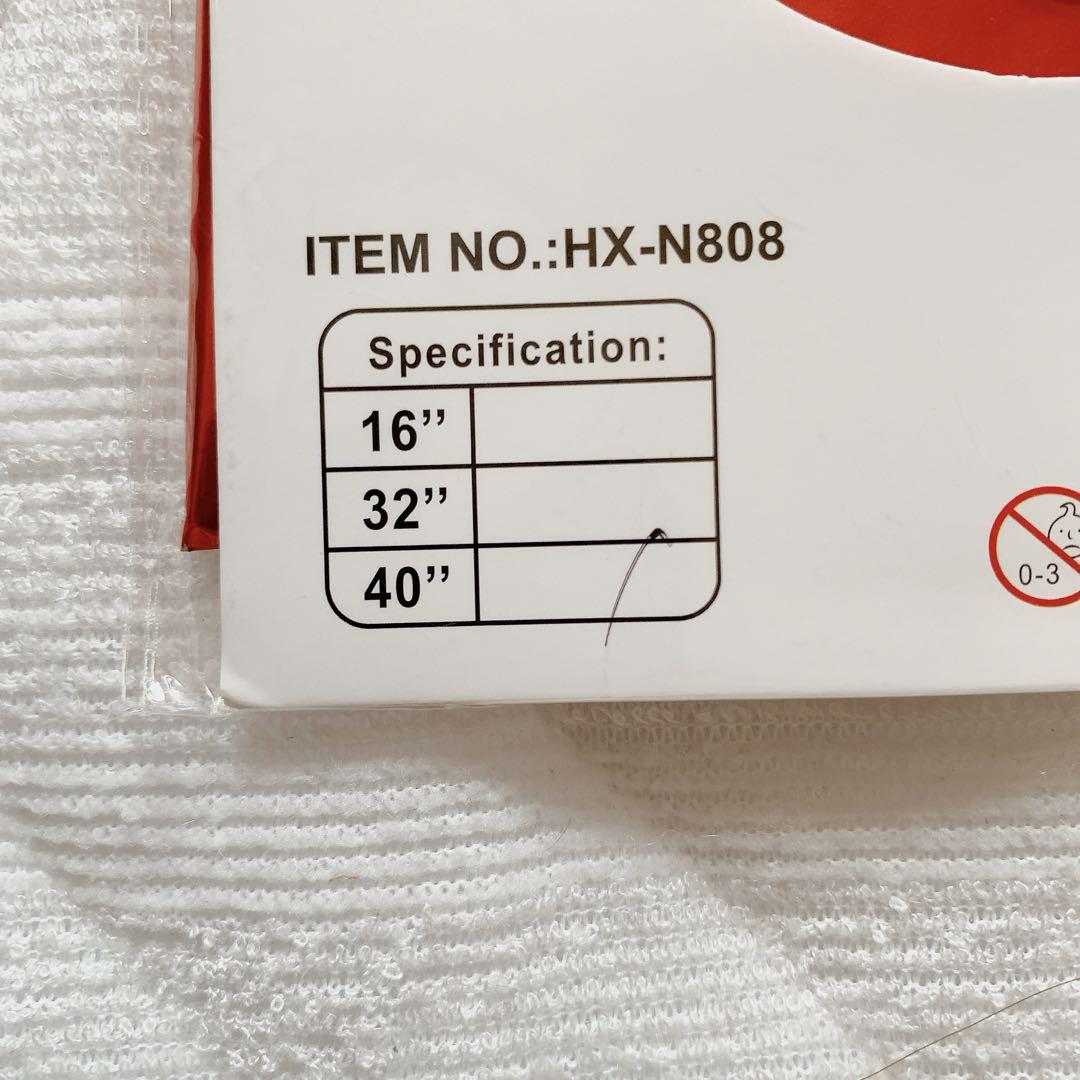 ITEM NO.:HX-N808
Specification:
16’’
32’’
40’’
0-3